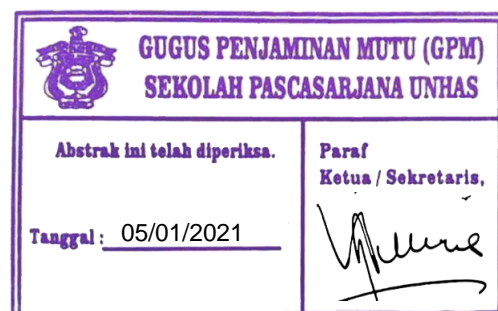 GUGUS PENJAMINAN MUTU (GPM)
SEKOLAH PASCASARJANA UNHAS
Abstrak ini telah diperiksa.
Tanggal : 05/01/2021
Paraf
Ketua / Sekretaris,